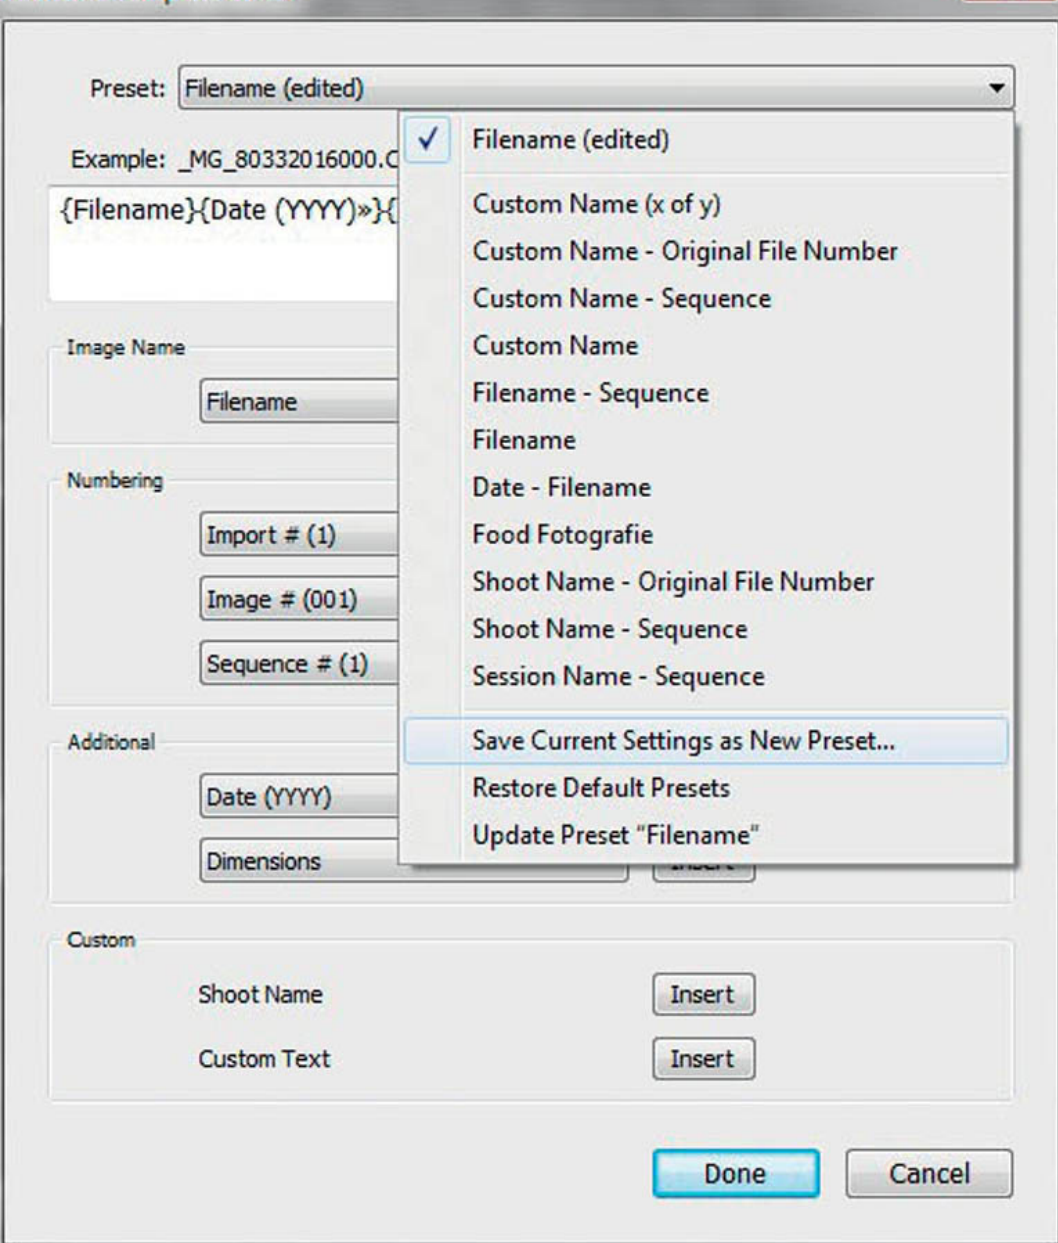 Preset: Filename (edited)
Filename (edited)
Example: _MG_80332016000.C
{Filename}{Date (YYYY)»}{
Custom Name (x of y)
Custom Name - Original File Number
Custom Name - Sequence
Custom Name
Filename - Sequence
Filename
Date - Filename
Food Fotografie
Shoot Name - Original File Number
Shoot Name - Sequence
Session Name - Sequence
Save Current Settings as New Preset...
Restore Default Presets
Update Preset "Filename"
Image Name
Filename
Numbering
Import # (1)
Image # (001)
Sequence # (1)
Additional
Date (YYYY)
Dimensions
Custom
Shoot Name Insert
Custom Text Insert
Done Cancel